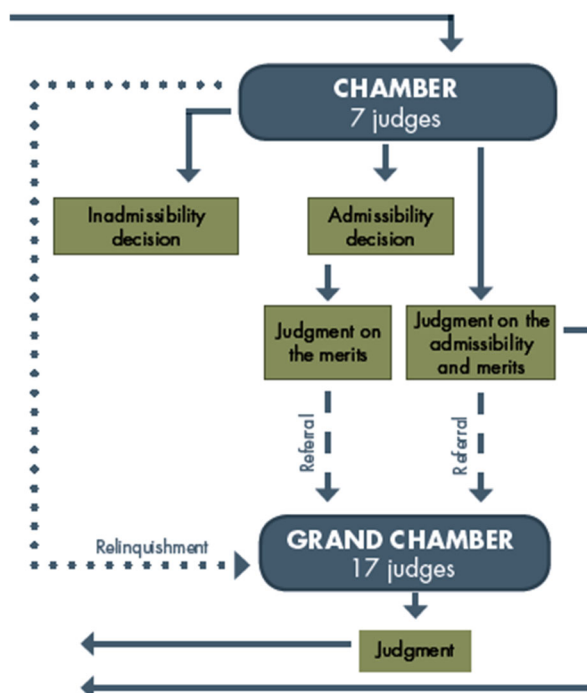 CHAMBER
7 judges
Inadmissibility
decision
Admissibility
decision
Judgment on
the merits
Judgment on the
admissibility
and merits
Referral
Referral
Relinquishment
GRAND CHAMBER
17 judges
Judgment